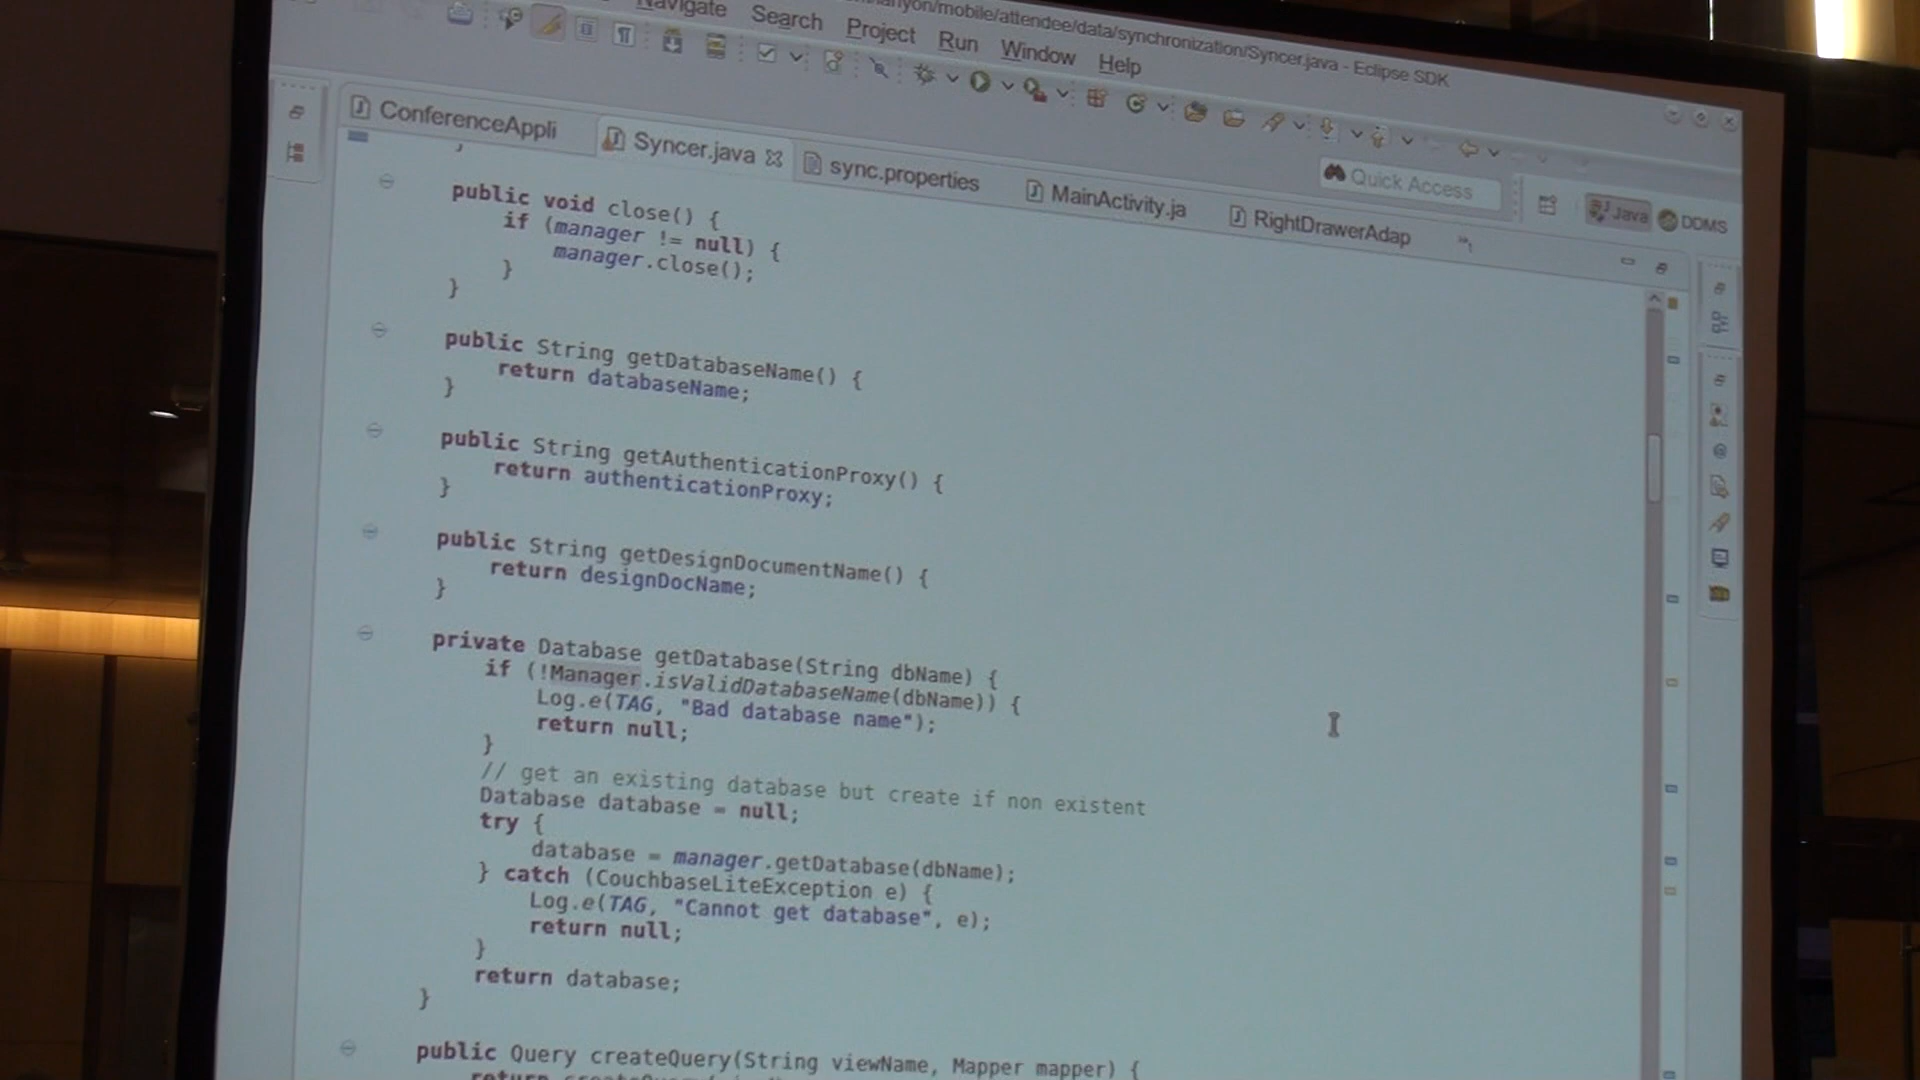 anyon/mobile/attendee/data/synchronization/Syncer.java - Eclipse SDK
Navigate Search Project Run Window Help
Quick Access
Java DDMS
ConferenceAppli Syncer.java sync.properties MainActivity.ja RightDrawerAdap
}
public void close() {
if (manager != null) {
manager.close();
}
}
public String getDatabaseName() {
return databaseName;
}
public String getAuthenticationProxy() {
return authenticationProxy;
}
public String getDesignDocumentName() {
return designDocName;
}
private Database getDatabase(String dbName) {
if (!Manager.isValidDatabaseName(dbName)) {
Log.e(TAG, "Bad database name");
return null;
}
// get an existing database but create if non existent
Database database = null;
try {
database = manager.getDatabase(dbName);
} catch (CouchbaseLiteException e) {
Log.e(TAG, "Cannot get database", e);
return null;
}
return database;
}
public Query createQuery(String viewName, Mapper mapper) {